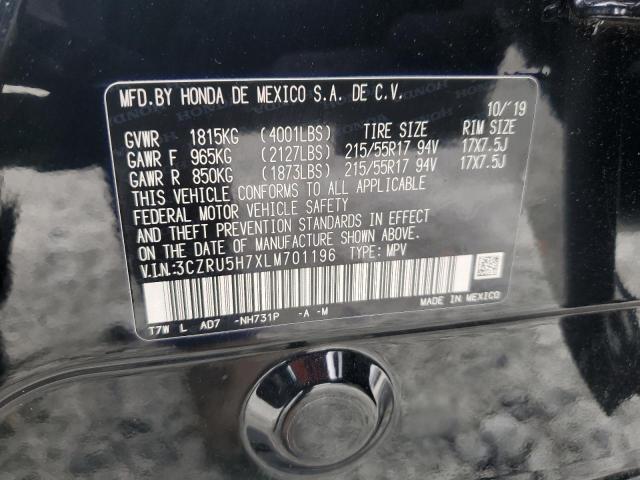 MFD.BY HONDA DE MEXICO S.A. DE C.V.
10/'19
GVWR 1815KG (4001LBS) TIRE SIZE RIM SIZE
GAWR F 965KG (2127LBS) 215/55R17 94V 17X7.5J
GAWR R 850KG (1873LBS) 215/55R17 94V 17X7.5J
THIS VEHICLE CONFORMS TO ALL APPLICABLE
FEDERAL MOTOR VEHICLE SAFETY
AND THEFT PREVENTION STANDARDS IN EFFECT
ON THE DATE OF MANUFACTURE SHOWN ABOVE.
V.I.N:3CZRU5H7XLM701196 TYPE: MPV
MADE IN MEXICO
T7W L AD7 -NH731P -A -M